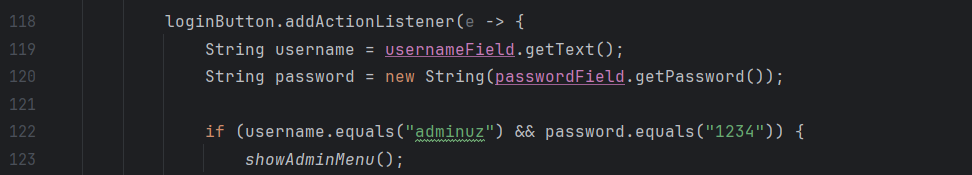 118 loginButton.addActionListener(e -> {
119 String username = usernameField.getText();
120 String password = new String(passwordField.getPassword());
121
122 if (username.equals("adminuz") && password.equals("1234")) {
123 showAdminMenu();